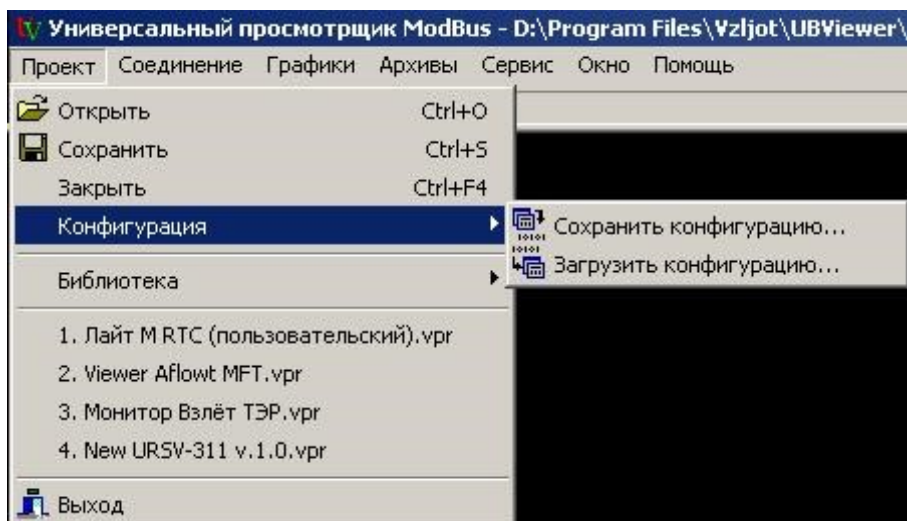 Универсальный просмотрщик ModBus - D:\Program Files\Vzljot\UBViewer\
Проект Соединение Графики Архивы Сервис Окно Помощь
Открыть Ctrl+O
Сохранить Ctrl+S
Закрыть Ctrl+F4
Конфигурация
Сохранить конфигурацию...
Загрузить конфигурацию...
Библиотека
1. Лайт М RTC (пользовательский).vpr
2. Viewer Aflowt MFT.vpr
3. Монитор Взлёт ТЭР.vpr
4. New URSV-311 v.1.0.vpr
Выход